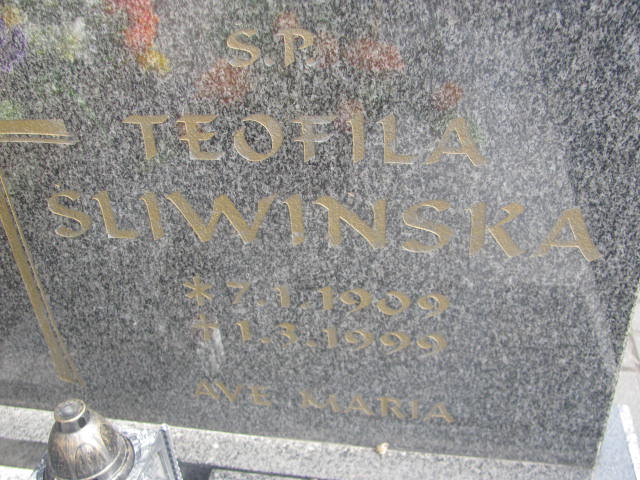 S.P.
TEOFILA
SLIWINSKA
* 7.1.1909
† 1.3.1999
AVE MARIA